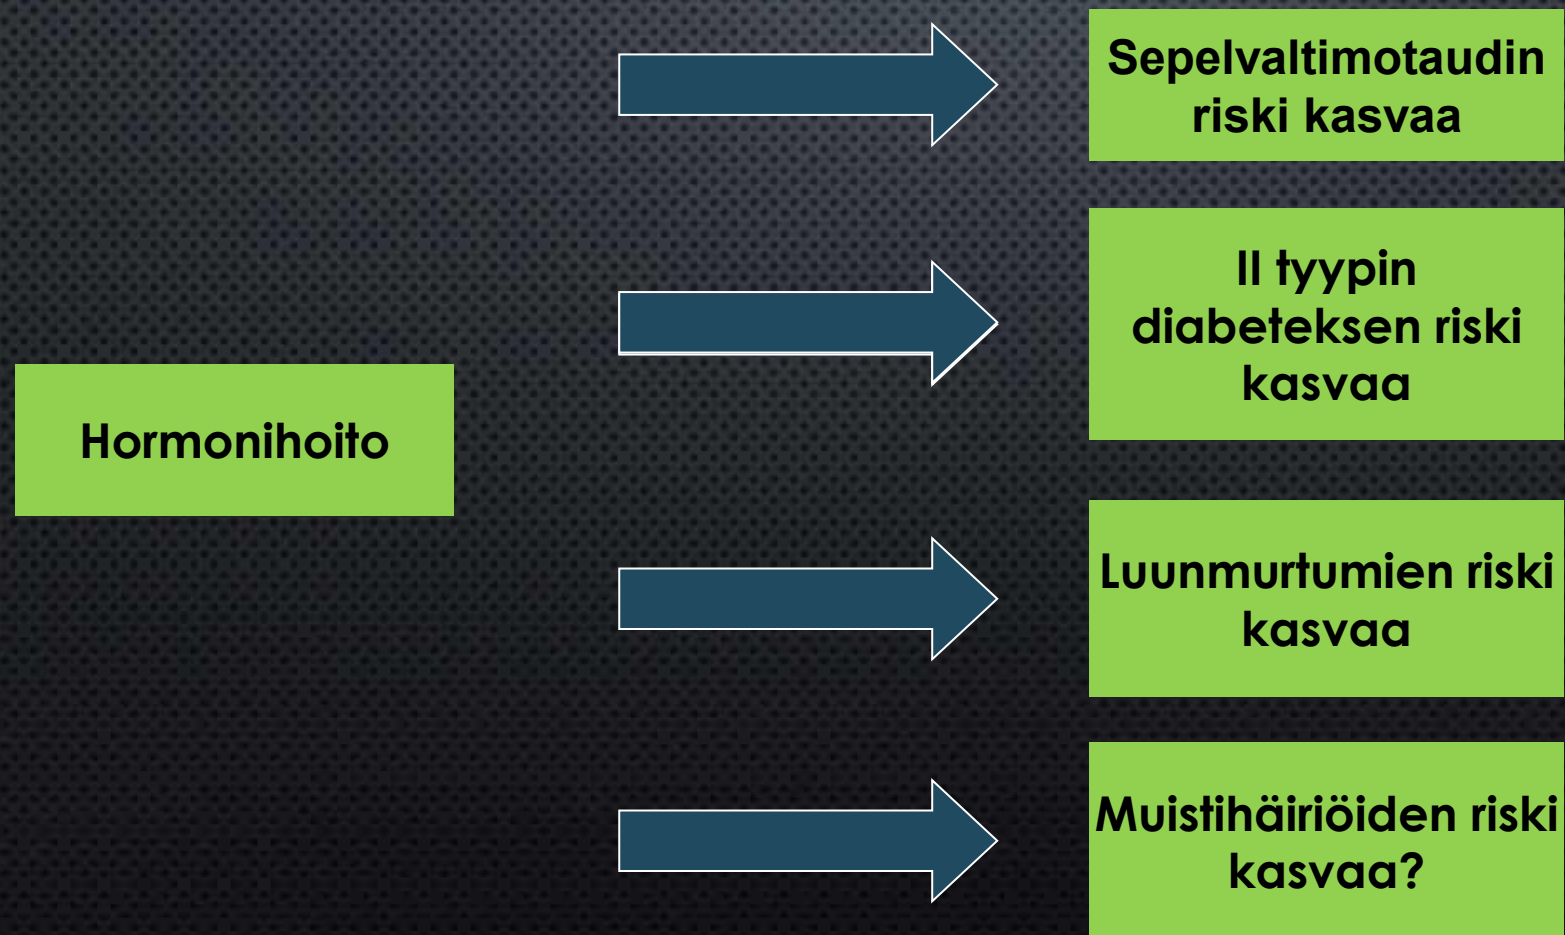 Sepelvaltimotaudin
riski kasvaa
II tyypin
diabeteksen riski
kasvaa
Hormonihoito
Luunmurtumien riski
kasvaa
Muistihäiriöiden riski
kasvaa?